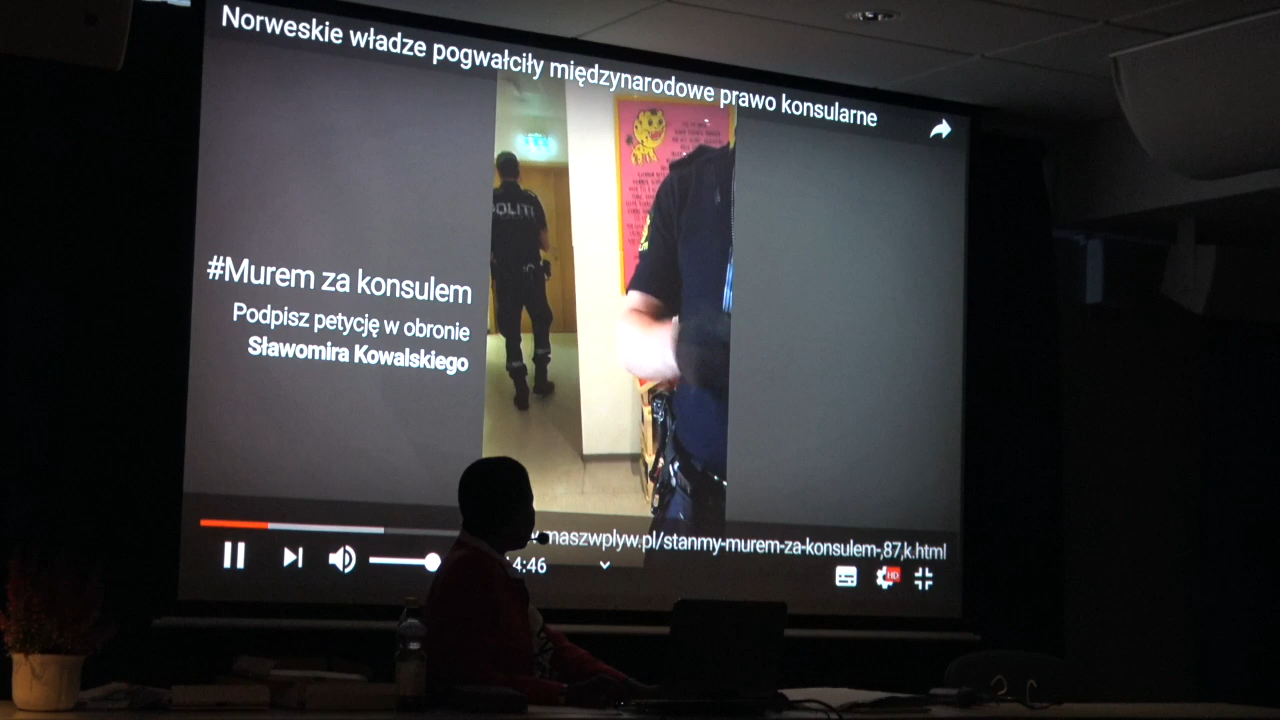 Norweskie władze pogwałciły międzynarodowe prawo konsularne
POLITI
#Murem za konsulem
Podpisz petycję w obronie
Sławomira Kowalskiego
maszwplyw.pl/stanmy-murem-za-konsulem-,87,k.html
4:46
HD